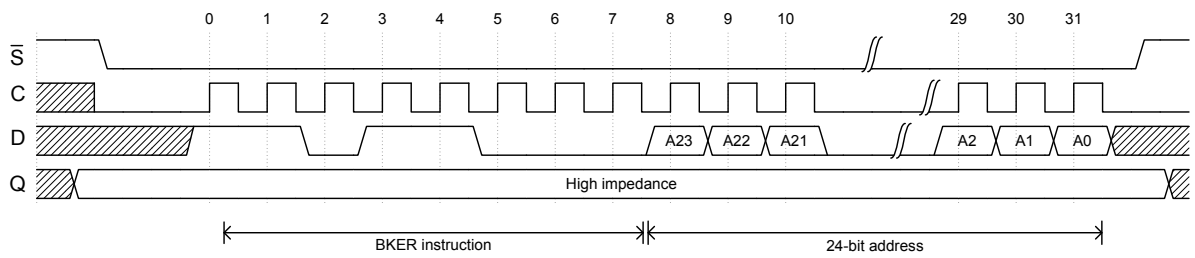 0 1 2 3 4 5 6 7 8 9 10 29 30 31
S̅
C
D A23 A22 A21 A2 A1 A0
Q High impedance
BKER instruction 24-bit address